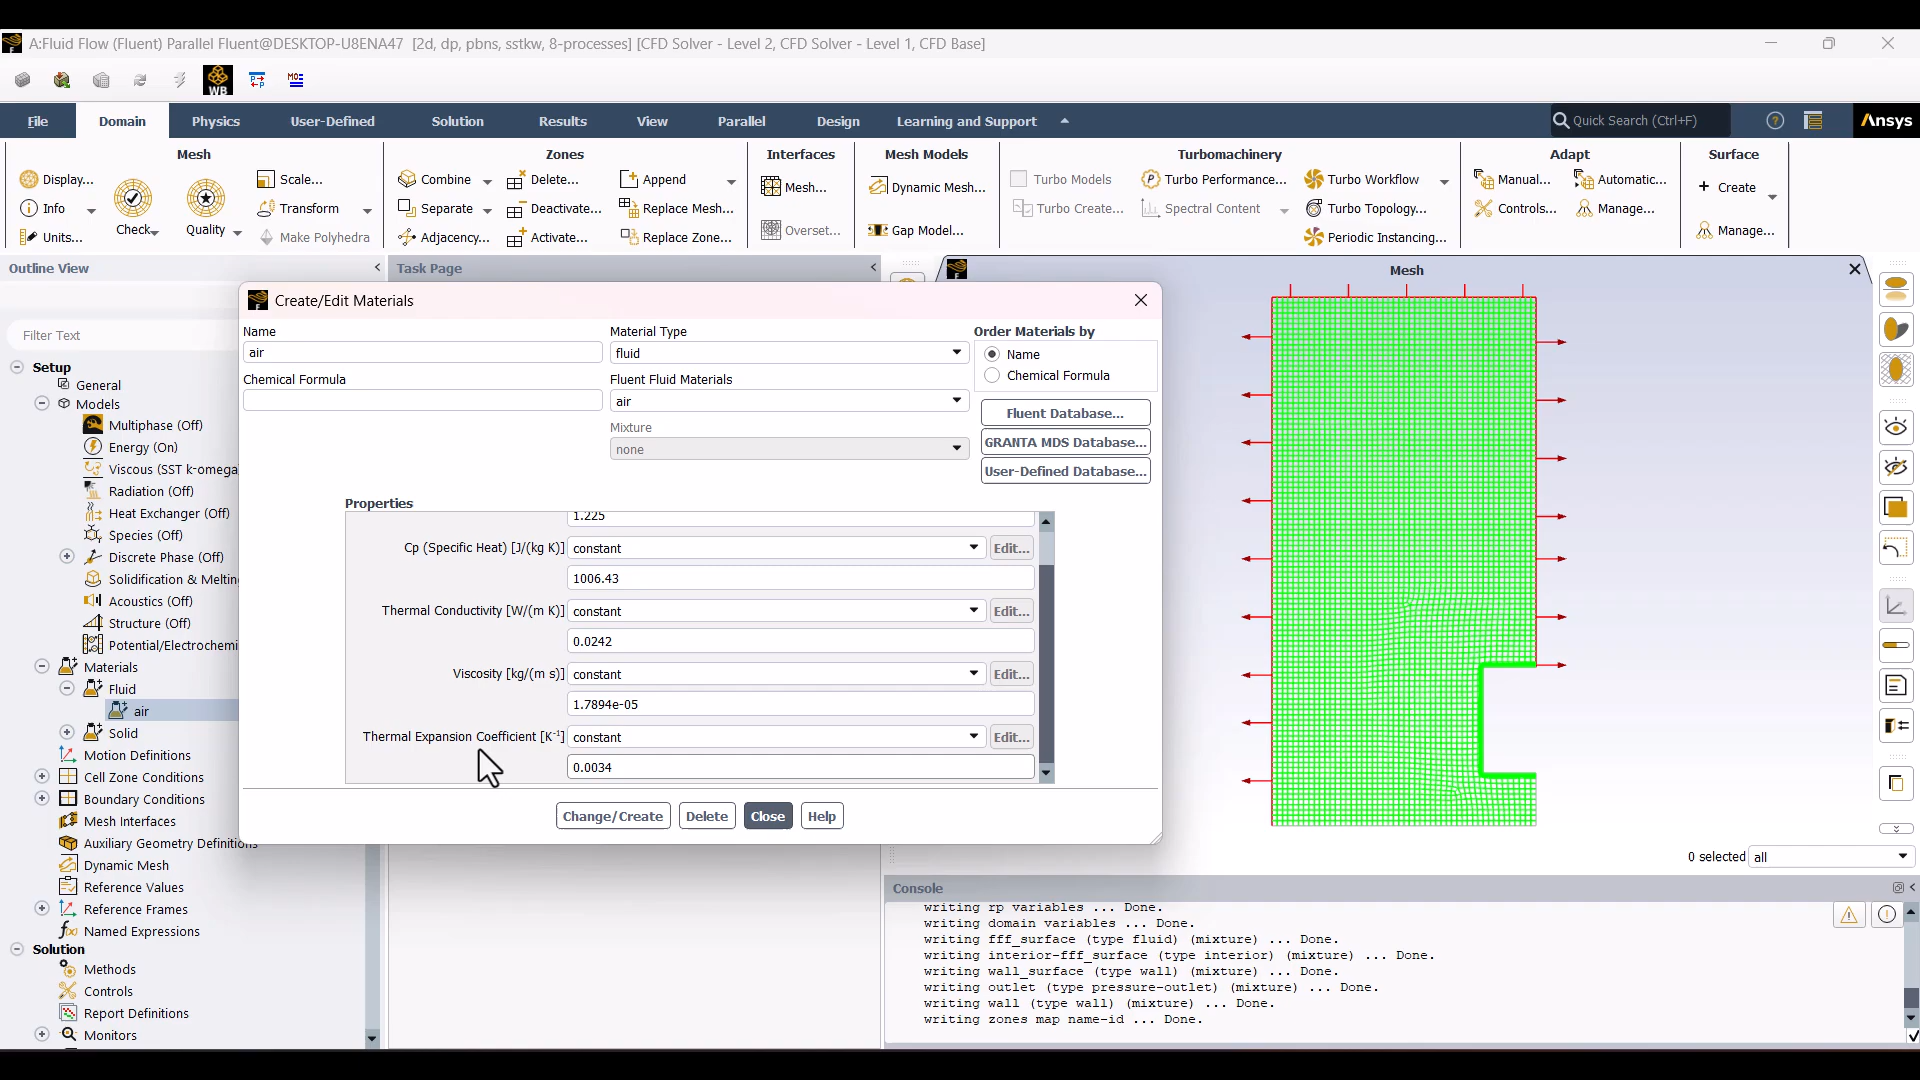 A:Fluid Flow (Fluent) Parallel Fluent@DESKTOP-U8ENA47 [2d, dp, pbns, sstkw, 8-processes] [CFD Solver - Level 2, CFD Solver - Level 1, CFD Base]
WB
File Domain Physics User-Defined Solution Results View Parallel Design Learning and Support Quick Search (Ctrl+F) Ansys
Mesh Zones Interfaces Mesh Models Turbomachinery Adapt Surface
Display... Scale... Combine Delete... Append Mesh... Dynamic Mesh... Turbo Models Turbo Performance... Turbo Workflow Manual... Automatic... Create
Info Transform Separate Deactivate... Replace Mesh... Turbo Create... Spectral Content Turbo Topology... Controls... Manage...
Units... Check Quality Make Polyhedra Adjacency... Activate... Replace Zone... Overset... Gap Model... Periodic Instancing... Manage...
Outline View Task Page Mesh
Filter Text
Setup
General
Models
Multiphase (Off)
Energy (On)
Viscous (SST k-omega
Radiation (Off)
Heat Exchanger (Off)
Species (Off)
Discrete Phase (Off)
Solidification & Meltin
Acoustics (Off)
Structure (Off)
Potential/Electrochemi
Materials
Fluid
air
Solid
Motion Definitions
Cell Zone Conditions
Boundary Conditions
Mesh Interfaces
Auxiliary Geometry Definitions
Dynamic Mesh
Reference Values
Reference Frames
Named Expressions
Solution
Methods
Controls
Report Definitions
Monitors
Create/Edit Materials
Name Material Type Order Materials by
air fluid Name
Chemical Formula Fluent Fluid Materials Chemical Formula
air Fluent Database...
Mixture
none GRANTA MDS Database...
User-Defined Database...
Properties
1.225
Cp (Specific Heat) [J/(kg K)] constant Edit...
1006.43
Thermal Conductivity [W/(m K)] constant Edit...
0.0242
Viscosity [kg/(m s)] constant Edit...
1.7894e-05
Thermal Expansion Coefficient [K⁻¹] constant Edit...
0.0034
Change/Create Delete Close Help
0 selected all
Console
writing rp variables ... Done.
writing domain variables ... Done.
writing fff_surface (type fluid) (mixture) ... Done.
writing interior-fff_surface (type interior) (mixture) ... Done.
writing wall_surface (type wall) (mixture) ... Done.
writing outlet (type pressure-outlet) (mixture) ... Done.
writing wall (type wall) (mixture) ... Done.
writing zones map name-id ... Done.